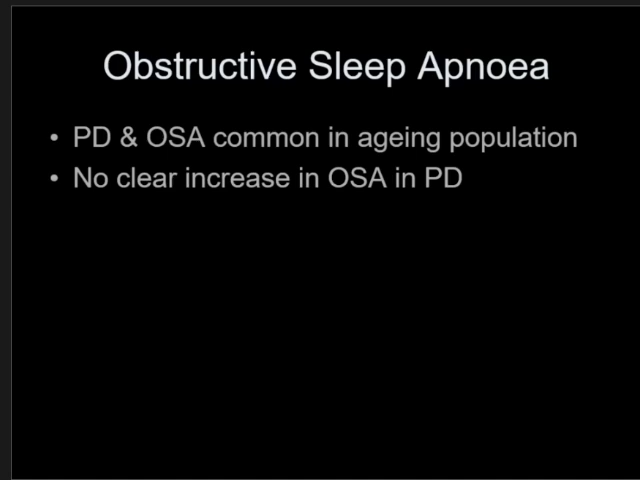 Obstructive Sleep Apnoea
• PD & OSA common in ageing population
• No clear increase in OSA in PD